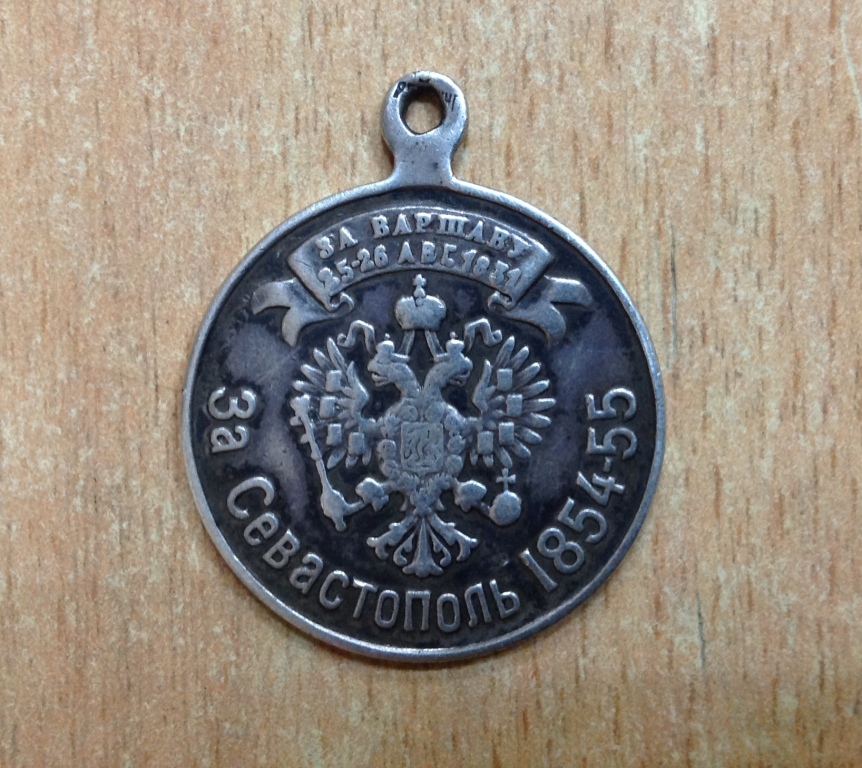 ЗА ВАРШАВУ
25-26 АВГ. 1831
За Севастополь 1854-55